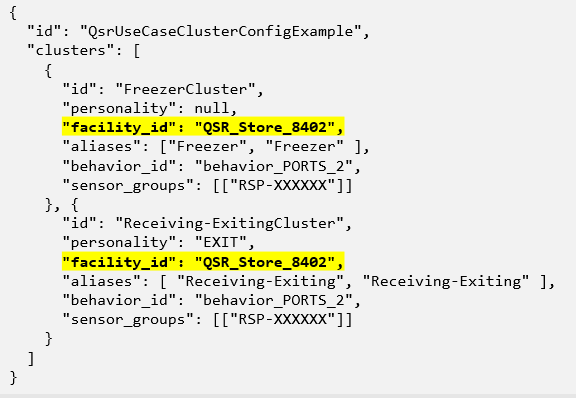 {
  "id": "QsrUseCaseClusterConfigExample",
  "clusters": [
    {
      "id": "FreezerCluster",
      "personality": null,
      "facility_id": "QSR_Store_8402",
      "aliases": ["Freezer", "Freezer" ],
      "behavior_id": "behavior_PORTS_2",
      "sensor_groups": [["RSP-XXXXXX"]]
    }, {
      "id": "Receiving-ExitingCluster",
      "personality": "EXIT",
      "facility_id": "QSR_Store_8402",
      "aliases": [ "Receiving-Exiting", "Receiving-Exiting" ],
      "behavior_id": "behavior_PORTS_2",
      "sensor_groups": [["RSP-XXXXXX"]]
    }
  ]
}